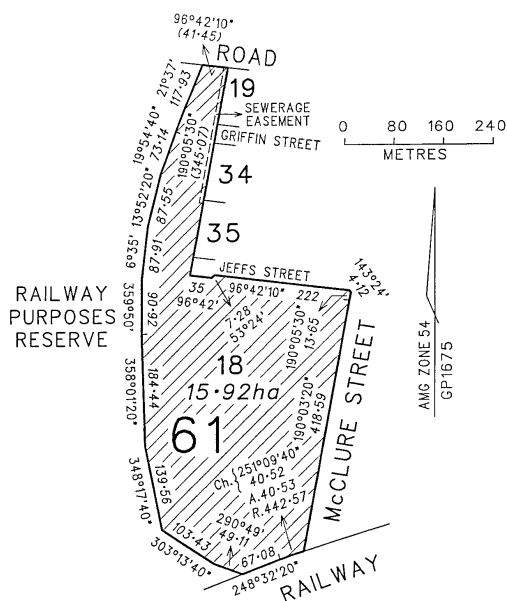 96°42'10"
(41·45)
ROAD
19
SEWERAGE
EASEMENT
GRIFFIN STREET
0 80 160 240
METRES
21°37'
117·93
19°54'40"
73·14
190°05'30"
(345·07)
34
13°52'20"
87·55
35
6°35'
87·91
JEFFS STREET
35
96°42'
96°42'10"
222
143°24'
4·12
RAILWAY
PURPOSES
RESERVE
359°50'
90·92
7·28
53°24'
190°05'30"
13·65
AMG ZONE 54
GP1675
18
15·92ha
358°01'20"
184·44
61
190°03'20"
418·59
McCLURE STREET
348°17'40"
139·56
Ch. { 251°09'40"
40·52
A.40·53
R.442·57
290°49'
49·11
103·43
303°13'40"
67·08
248°32'20"
RAILWAY